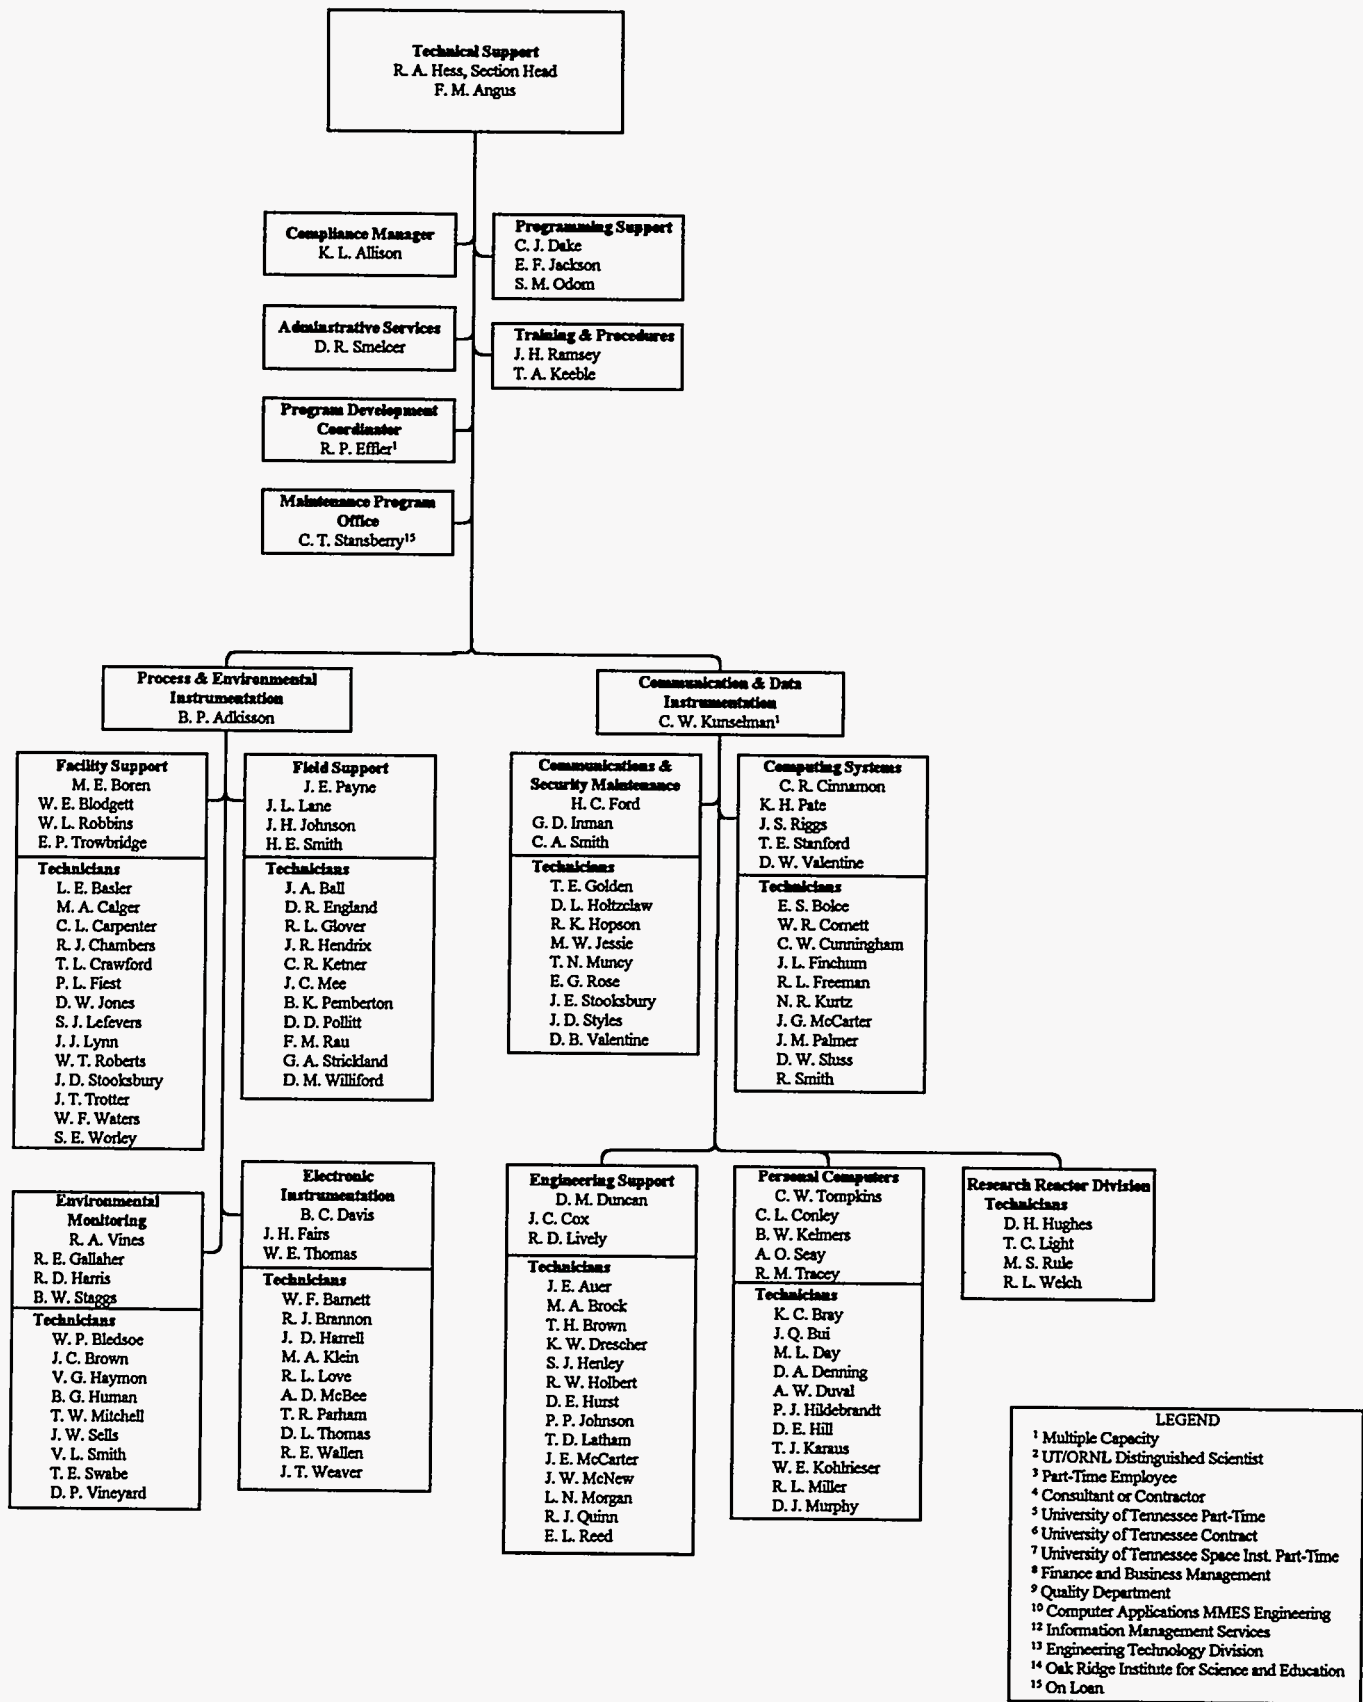 Technical Support
R. A. Hess, Section Head
F. M. Angus
Compliance Manager
K. L. Allison
Programming Support
C. J. Dake
E. F. Jackson
S. M. Odom
Adminstrative Services
D. R. Smelcer
Training & Procedures
J. H. Ramsey
T. A. Keeble
Program Development
Coordinator
R. P. Effler¹
Maintenance Program
Office
C. T. Stansberry¹⁵
Process & Environmental
Instrumentation
B. P. Adkisson
Communication & Data
Instrumentation
C. W. Kunselman¹
Facility Support
M. E. Boren
W. E. Blodgett
W. L. Robbins
E. P. Trowbridge
Technicians
L. E. Basler
M. A. Calger
C. L. Carpenter
R. J. Chambers
T. L. Crawford
P. L. Fiest
D. W. Jones
S. J. Lefevers
J. J. Lynn
W. T. Roberts
J. D. Stooksbury
J. T. Trotter
W. F. Waters
S. E. Worley
Field Support
J. E. Payne
J. L. Lane
J. H. Johnson
H. E. Smith
Technicians
J. A. Ball
D. R. England
R. L. Glover
J. R. Hendrix
C. R. Ketner
J. C. Mee
B. K. Pemberton
D. D. Pollitt
F. M. Rau
G. A. Strickland
D. M. Williford
Communications &
Security Maintenance
H. C. Ford
G. D. Inman
C. A. Smith
Technicians
T. E. Golden
D. L. Holtzclaw
R. K. Hopson
M. W. Jessie
T. N. Muncy
E. G. Rose
J. E. Stooksbury
J. D. Styles
D. B. Valentine
Computing Systems
C. R. Cinnamon
K. H. Pate
J. S. Riggs
T. E. Stanford
D. W. Valentine
Technicians
E. S. Bolce
W. R. Cornett
C. W. Cunningham
J. L. Finchum
R. L. Freeman
N. R. Kurtz
J. G. McCarter
J. M. Palmer
D. W. Sluss
R. Smith
Environmental
Monitoring
R. A. Vines
R. E. Gallaher
R. D. Harris
B. W. Staggs
Technicians
W. P. Bledsoe
J. C. Brown
V. G. Haymon
B. G. Human
T. W. Mitchell
J. W. Sells
V. L. Smith
T. E. Swabe
D. P. Vineyard
Electronic
Instrumentation
B. C. Davis
J. H. Fairs
W. E. Thomas
Technicians
W. F. Barnett
R. J. Brannon
J. D. Harrell
M. A. Klein
R. L. Love
A. D. McBee
T. R. Parham
D. L. Thomas
R. E. Wallen
J. T. Weaver
Engineering Support
D. M. Duncan
J. C. Cox
R. D. Lively
Technicians
J. E. Auer
M. A. Brock
T. H. Brown
K. W. Drescher
S. J. Henley
R. W. Holbert
D. E. Hurst
P. P. Johnson
T. D. Latham
J. E. McCarter
J. W. McNew
L. N. Morgan
R. J. Quinn
E. L. Reed
Personal Computers
C. W. Tompkins
C. L. Conley
B. W. Kelmers
A. O. Seay
R. M. Tracey
Technicians
K. C. Bray
J. Q. Bui
M. L. Day
D. A. Denning
A. W. Duval
P. J. Hildebrandt
D. E. Hill
T. J. Karaus
W. E. Kohlrieser
R. L. Miller
D. J. Murphy
Research Reactor Division
Technicians
D. H. Hughes
T. C. Light
M. S. Rule
R. L. Welch
LEGEND
¹ Multiple Capacity
² UT/ORNL Distinguished Scientist
³ Part-Time Employee
⁴ Consultant or Contractor
⁵ University of Tennessee Part-Time
⁶ University of Tennessee Contract
⁷ University of Tennessee Space Inst. Part-Time
⁸ Finance and Business Management
⁹ Quality Department
¹⁰ Computer Applications MMES Engineering
¹² Information Management Services
¹³ Engineering Technology Division
¹⁴ Oak Ridge Institute for Science and Education
¹⁵ On Loan